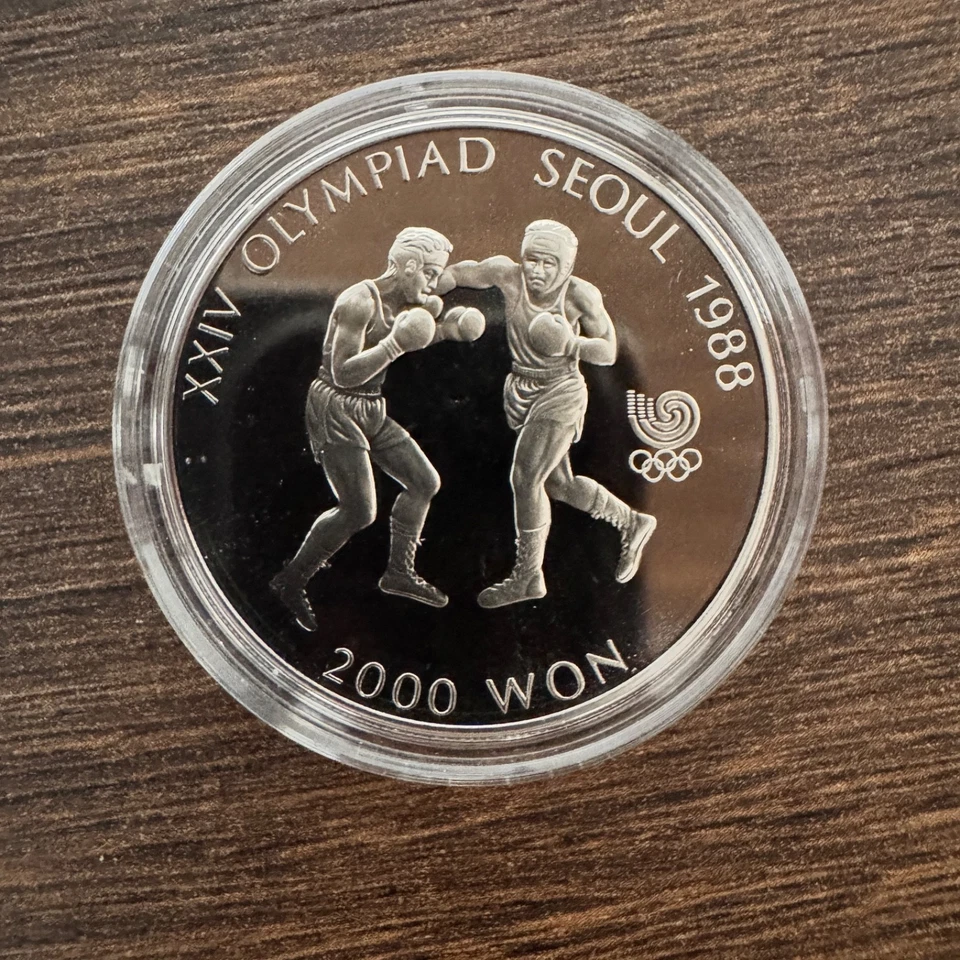 XXIV OLYMPIAD SEOUL 1988
2000 WON